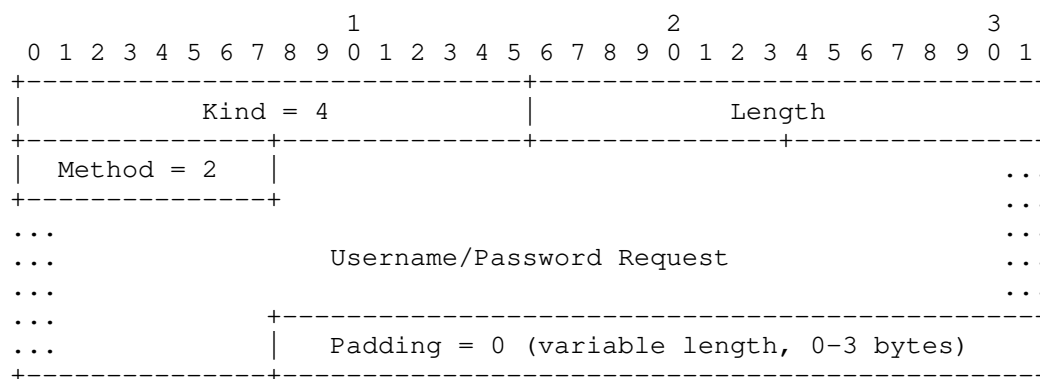 1                   2                   3
 0 1 2 3 4 5 6 7 8 9 0 1 2 3 4 5 6 7 8 9 0 1 2 3 4 5 6 7 8 9 0 1
+-------------------------------+-------------------------------
|           Kind = 4            |            Length
+---------------+---------------+---------------+---------------
|  Method = 2   |                                            ...
+---------------+                                            ...
...                                                          ...
...                Username/Password Request                 ...
...                                                          ...
...             +-----------------------------------------------
...             |   Padding = 0 (variable length, 0-3 bytes)
+---------------+-----------------------------------------------